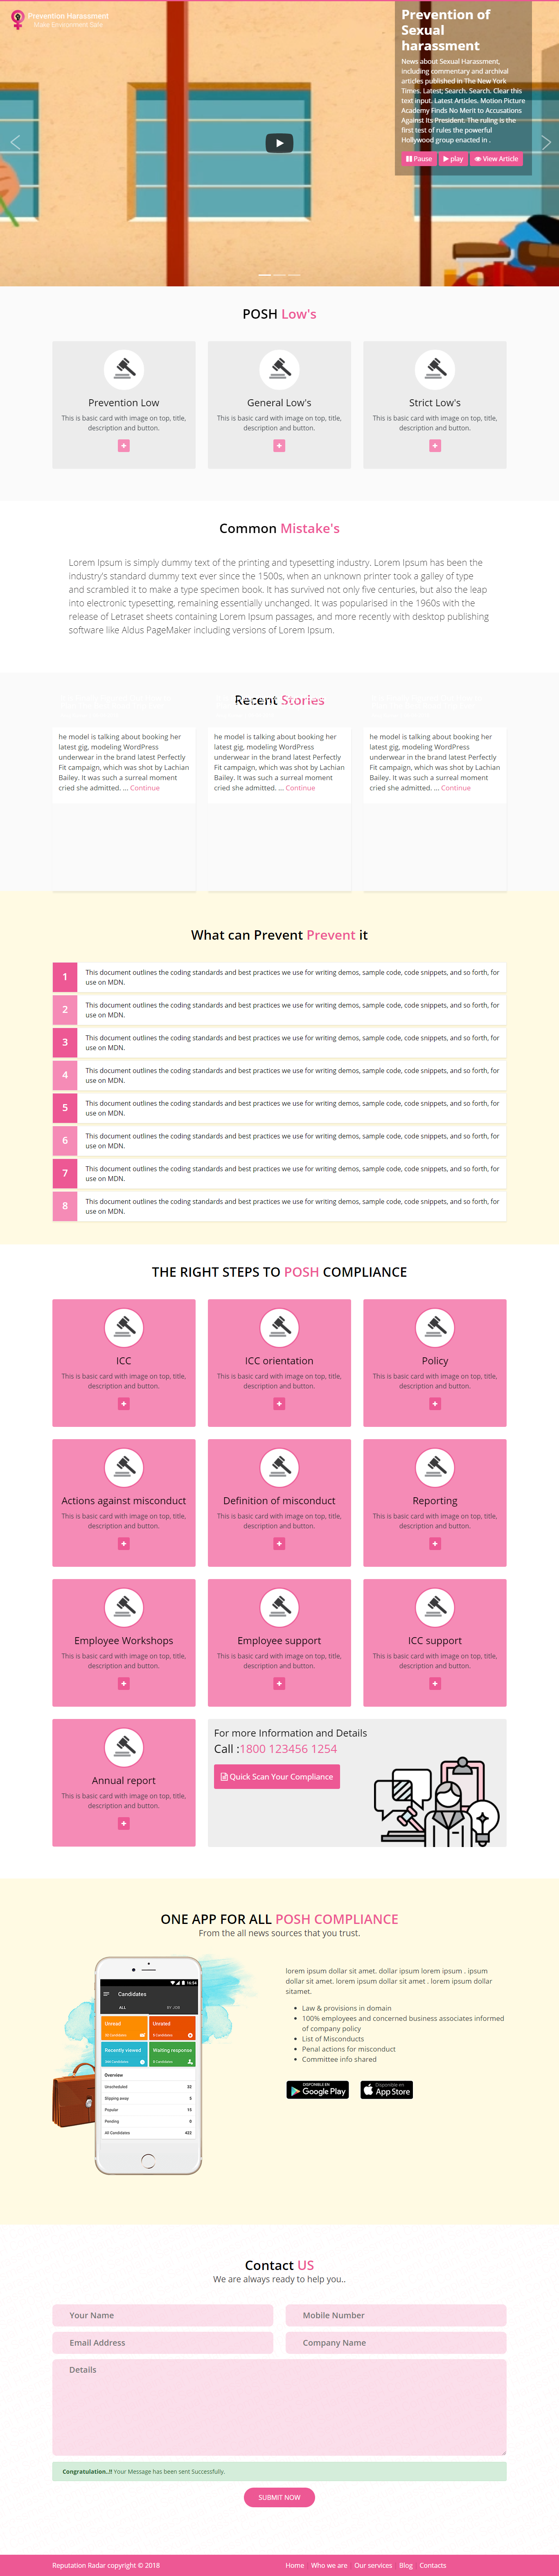 Prevention Harassment
Make Environment Safe
Prevention of
Sexual
harassment
News about Sexual Harassment,
including commentary and archival
articles published in The New York
Times. Latest; Search. Search. Clear this
text input. Latest Articles. Motion Picture
Academy Finds No Merit to Accusations
Against Its President. The ruling is the
first test of rules the powerful
Hollywood group enacted in .
Pause play View Article
POSH Low's
Prevention Low
This is basic card with image on top, title,
description and button.
General Low's
This is basic card with image on top, title,
description and button.
Strict Low's
This is basic card with image on top, title,
description and button.
Common Mistake's
Lorem Ipsum is simply dummy text of the printing and typesetting industry. Lorem Ipsum has been the
industry's standard dummy text ever since the 1500s, when an unknown printer took a galley of type
and scrambled it to make a type specimen book. It has survived not only five centuries, but also the leap
into electronic typesetting, remaining essentially unchanged. It was popularised in the 1960s with the
release of Letraset sheets containing Lorem Ipsum passages, and more recently with desktop publishing
software like Aldus PageMaker including versions of Lorem Ipsum.
Recent Stories
he model is talking about booking her
latest gig, modeling WordPress
underwear in the brand latest Perfectly
Fit campaign, which was shot by Lachian
Bailey. It was such a surreal moment
cried she admitted. ... Continue
he model is talking about booking her
latest gig, modeling WordPress
underwear in the brand latest Perfectly
Fit campaign, which was shot by Lachian
Bailey. It was such a surreal moment
cried she admitted. ... Continue
he model is talking about booking her
latest gig, modeling WordPress
underwear in the brand latest Perfectly
Fit campaign, which was shot by Lachian
Bailey. It was such a surreal moment
cried she admitted. ... Continue
What can Prevent Prevent it
1 This document outlines the coding standards and best practices we use for writing demos, sample code, code snippets, and so forth, for
use on MDN.
2 This document outlines the coding standards and best practices we use for writing demos, sample code, code snippets, and so forth, for
use on MDN.
3 This document outlines the coding standards and best practices we use for writing demos, sample code, code snippets, and so forth, for
use on MDN.
4 This document outlines the coding standards and best practices we use for writing demos, sample code, code snippets, and so forth, for
use on MDN.
5 This document outlines the coding standards and best practices we use for writing demos, sample code, code snippets, and so forth, for
use on MDN.
6 This document outlines the coding standards and best practices we use for writing demos, sample code, code snippets, and so forth, for
use on MDN.
7 This document outlines the coding standards and best practices we use for writing demos, sample code, code snippets, and so forth, for
use on MDN.
8 This document outlines the coding standards and best practices we use for writing demos, sample code, code snippets, and so forth, for
use on MDN.
THE RIGHT STEPS TO POSH COMPLIANCE
ICC
This is basic card with image on top, title,
description and button.
ICC orientation
This is basic card with image on top, title,
description and button.
Policy
This is basic card with image on top, title,
description and button.
Actions against misconduct
This is basic card with image on top, title,
description and button.
Definition of misconduct
This is basic card with image on top, title,
description and button.
Reporting
This is basic card with image on top, title,
description and button.
Employee Workshops
This is basic card with image on top, title,
description and button.
Employee support
This is basic card with image on top, title,
description and button.
ICC support
This is basic card with image on top, title,
description and button.
Annual report
This is basic card with image on top, title,
description and button.
For more Information and Details
Call :1800 123456 1254
Quick Scan Your Compliance
ONE APP FOR ALL POSH COMPLIANCE
From the all news sources that you trust.
16:54
Candidates
ALL BY JOB
Unread Unrated
Recently viewed Waiting response
Overview
Unscheduled 32
Shipping away 3
Popular 15
Pending 9
All Candidates 422
lorem ipsum dollar sit amet. dollar ipsum lorem ipsum . ipsum
dollar sit amet. lorem ipsum dollar sit amet . lorem ipsum dollar
sitamet.
Law & provisions in domain
100% employees and concerned business associates informed
of company policy
List of Misconducts
Penal actions for misconduct
Committee info shared
DISPONIBLE EN
Google Play
Disponible en
App Store
Contact US
We are always ready to help you..
Your Name Mobile Number
Email Address Company Name
Details
Congratulation..!! Your Message has been sent Successfully.
SUBMIT NOW
Reputation Radar copyright © 2018
Home Who we are Our services Blog Contacts